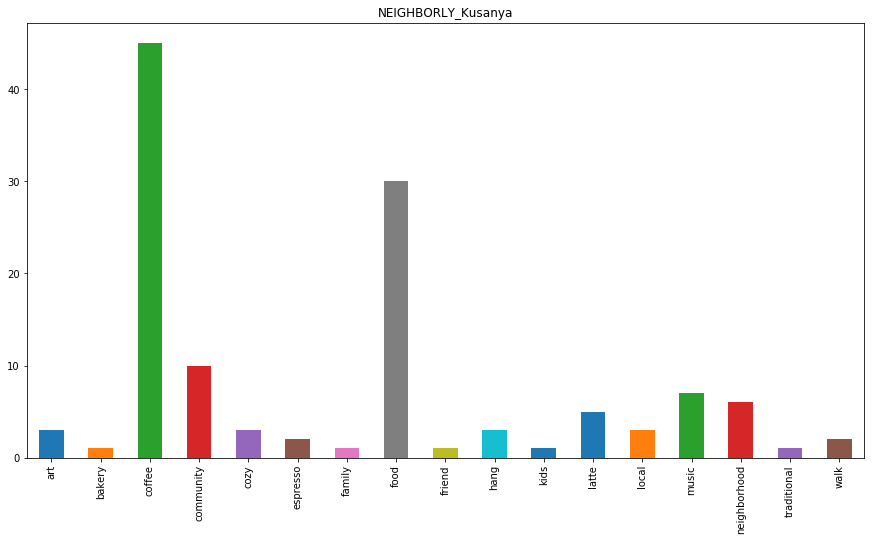 NEIGHBORLY_Kusanya
40
30
20
10
0
art
bakery
coffee
community
cozy
espresso
family
food
friend
hang
kids
latte
local
music
neighborhood
traditional
walk